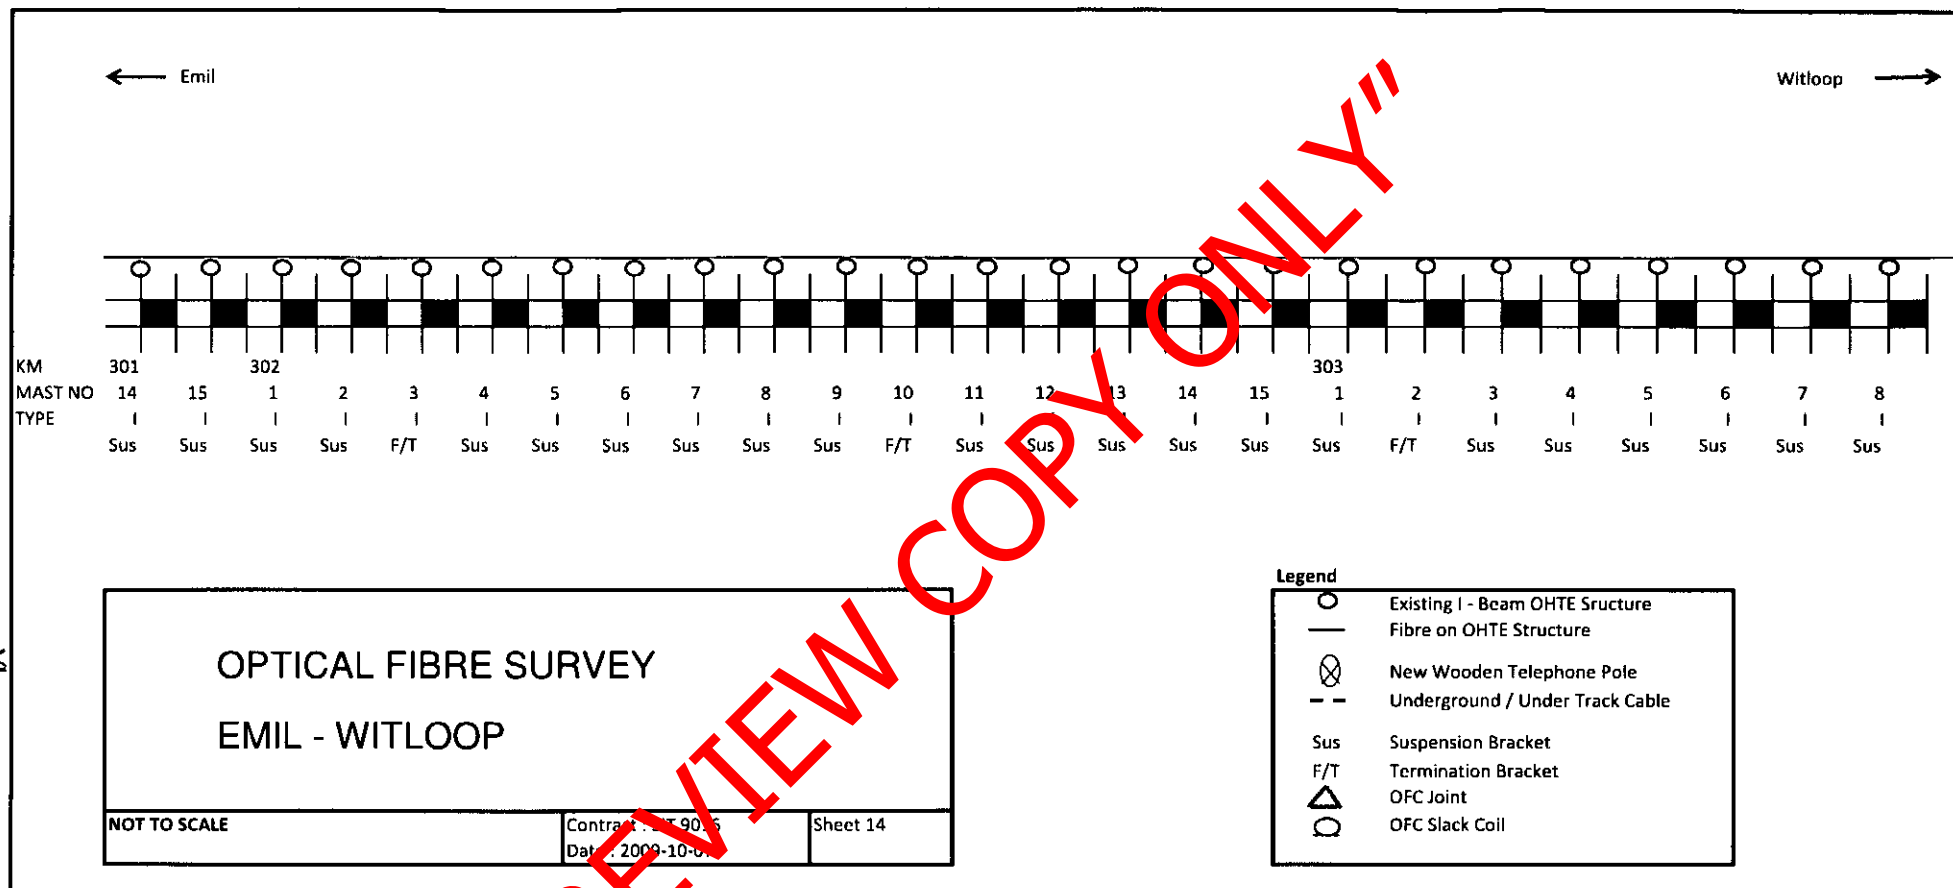 Emil
Witloop
KM 301 302 303
MAST NO 14 15 1 2 3 4 5 6 7 8 9 10 11 12 13 14 15 1 2 3 4 5 6 7 8
TYPE I I I I I I I I I I I I I I I I I I I I I I I
Sus Sus Sus Sus F/T Sus Sus Sus Sus Sus Sus F/T Sus Sus Sus Sus Sus Sus F/T Sus Sus Sus Sus Sus Sus
OPTICAL FIBRE SURVEY
EMIL - WITLOOP
NOT TO SCALE
Contract :
Date : 2009-10-
Sheet 14
Legend
Existing I - Beam OHTE Sructure
Fibre on OHTE Structure
New Wooden Telephone Pole
Underground / Under Track Cable
Sus Suspension Bracket
F/T Termination Bracket
OFC Joint
OFC Slack Coil
EVIEW COPY ONLY"